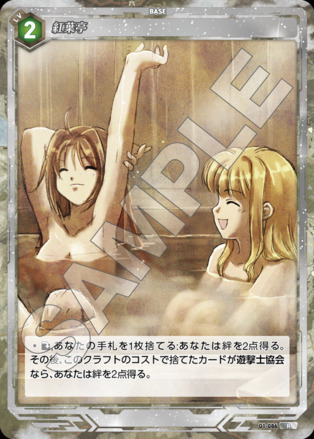 BASE
LV
2
紅葉亭
SAMPLE
,あなたの手札を1枚捨てる:あなたは絆を2点得る。
その後、このクラフトのコストで捨てたカードが遊撃士協会
なら、あなたは絆を2点得る。
01-086